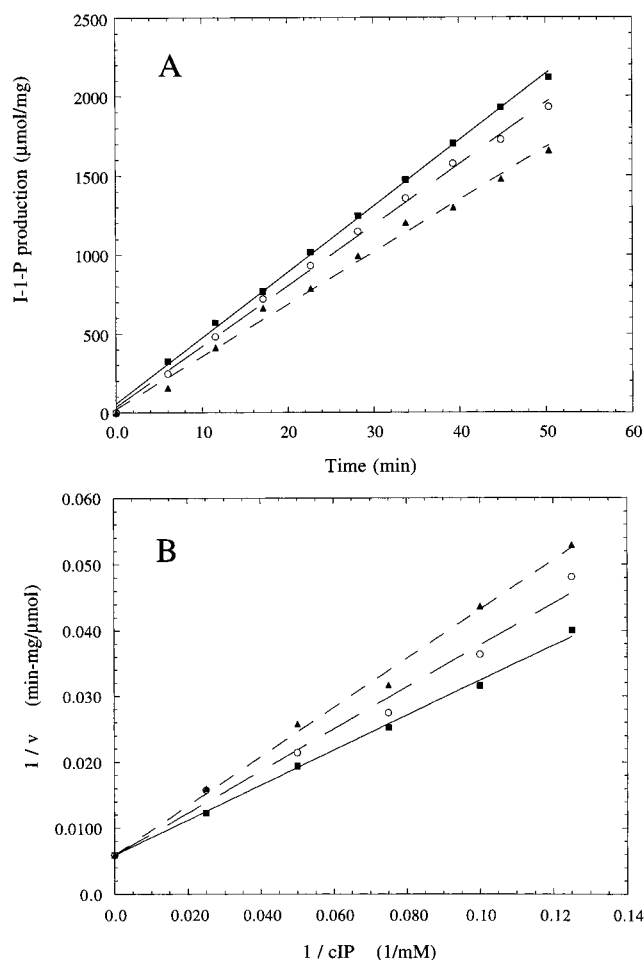 A
I-1-P production (µmol/mg)
2500
2000
1500
1000
500
0
0.0 10 20 30 40 50 60
Time (min)
B
1 / v (min-mg/µmol)
0.060
0.050
0.040
0.030
0.020
0.0100
0.0
0.0 0.020 0.040 0.060 0.080 0.10 0.12 0.14
1 / cIP (1/mM)